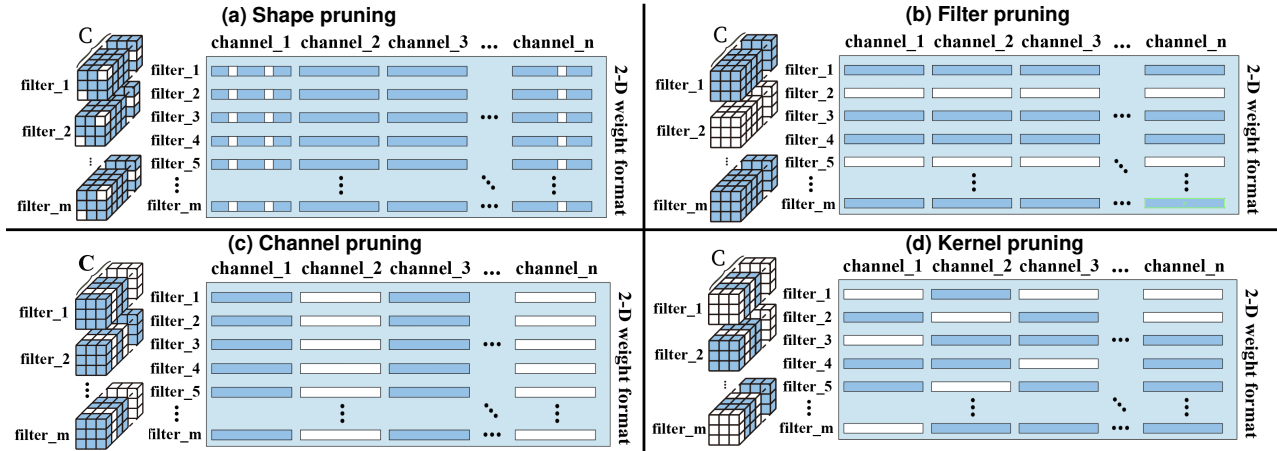 (a) Shape pruning
C
channel_1 channel_2 channel_3 ... channel_n
filter_1
filter_2
...
filter_m
filter_1
filter_2
filter_3 ...
filter_4
filter_5
filter_m ...
2-D weight format
(b) Filter pruning
C
channel_1 channel_2 channel_3 ... channel_n
filter_1
filter_2
...
filter_m
filter_1
filter_2
filter_3 ...
filter_4
filter_5
filter_m ...
2-D weight format
(c) Channel pruning
C
channel_1 channel_2 channel_3 ... channel_n
filter_1
filter_2
...
filter_m
filter_1
filter_2
filter_3 ...
filter_4
filter_5
filter_m ...
2-D weight format
(d) Kernel pruning
C
channel_1 channel_2 channel_3 ... channel_n
filter_1
filter_2
...
filter_m
filter_1
filter_2
filter_3 ...
filter_4
filter_5
filter_m ...
2-D weight format